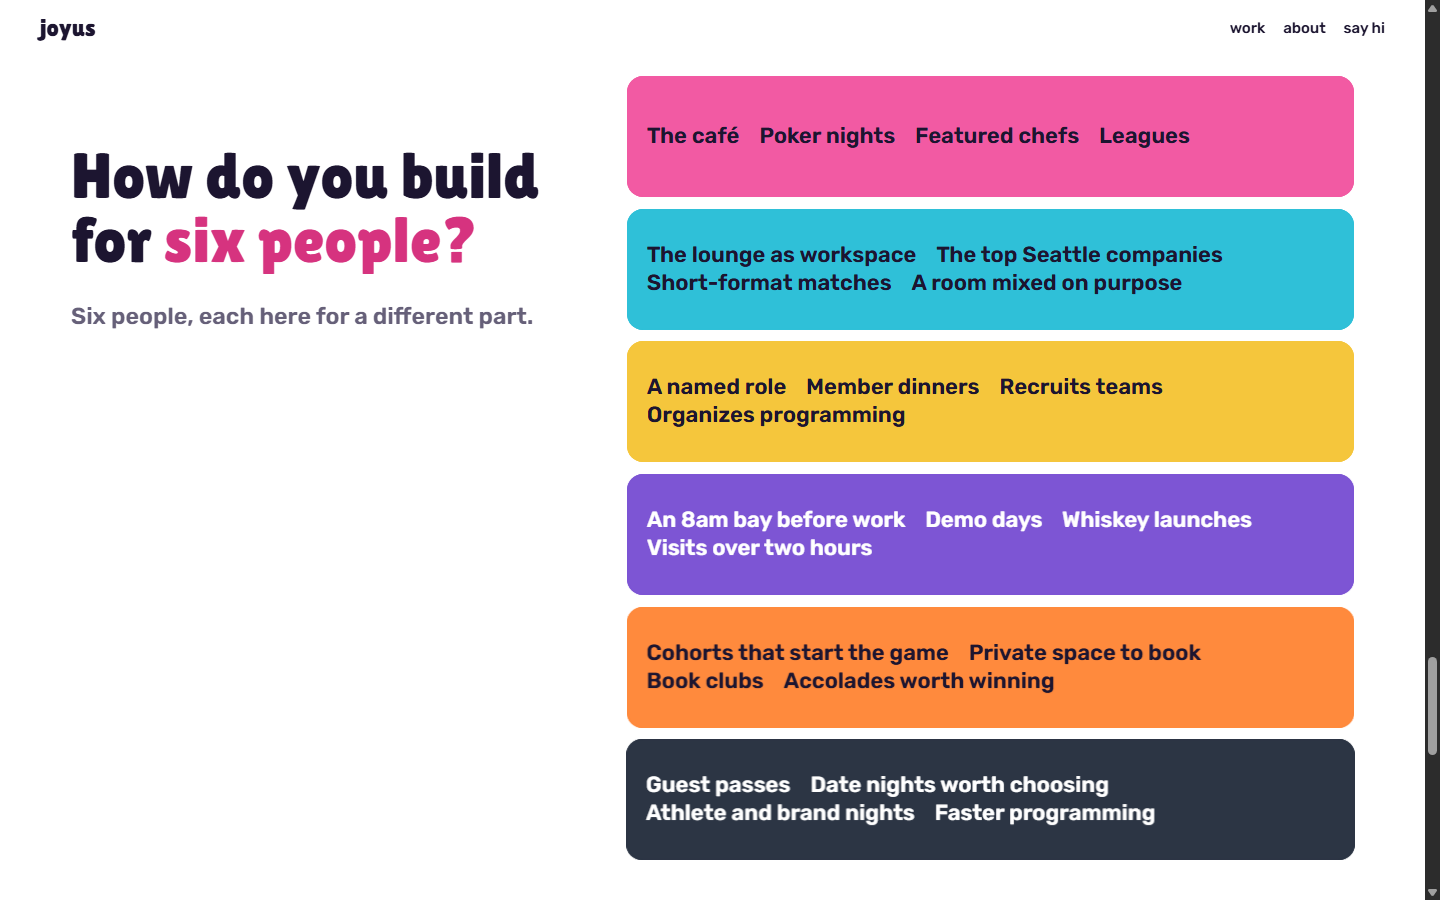 joyus
work about say hi
How do you build
for six people?
Six people, each here for a different part.
The café Poker nights Featured chefs Leagues
The lounge as workspace The top Seattle companies
Short-format matches A room mixed on purpose
A named role Member dinners Recruits teams
Organizes programming
An 8am bay before work Demo days Whiskey launches
Visits over two hours
Cohorts that start the game Private space to book
Book clubs Accolades worth winning
Guest passes Date nights worth choosing
Athlete and brand nights Faster programming